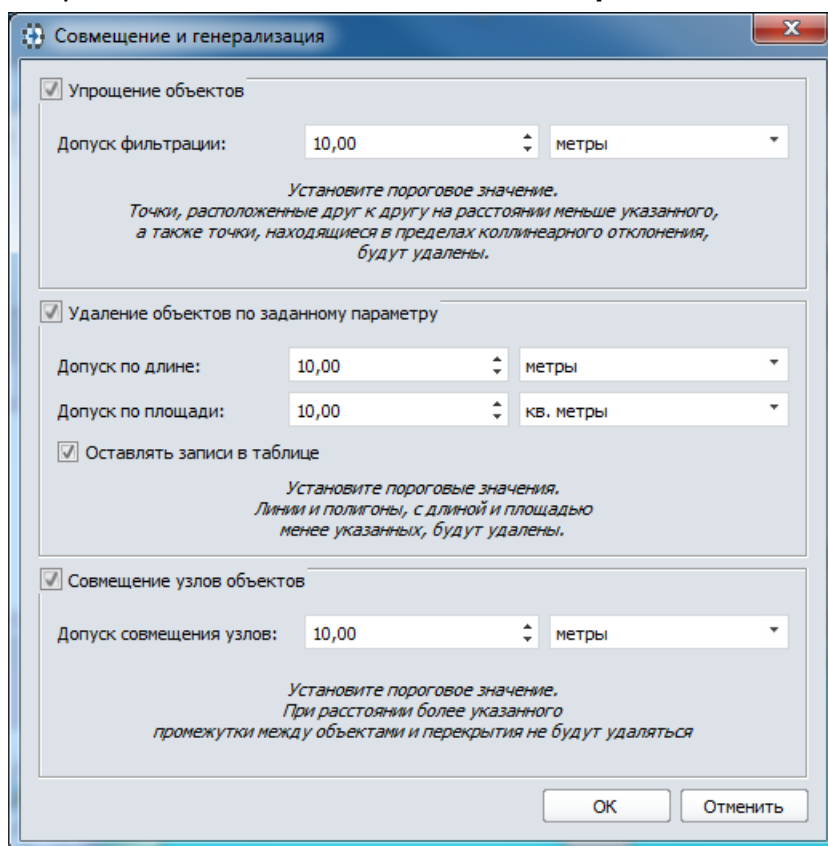 Совмещение и генерализация
Упрощение объектов
Допуск фильтрации: 10,00 метры
Установите пороговое значение.
Точки, расположенные друг к другу на расстоянии меньше указанного,
а также точки, находящиеся в пределах коллинеарного отклонения,
будут удалены.
Удаление объектов по заданному параметру
Допуск по длине: 10,00 метры
Допуск по площади: 10,00 кв. метры
Оставлять записи в таблице
Установите пороговые значения.
Линии и полигоны, с длиной и площадью
менее указанных, будут удалены.
Совмещение узлов объектов
Допуск совмещения узлов: 10,00 метры
Установите пороговое значение.
При расстоянии более указанного
промежутки между объектами и перекрытия не будут удаляться
OK Отменить